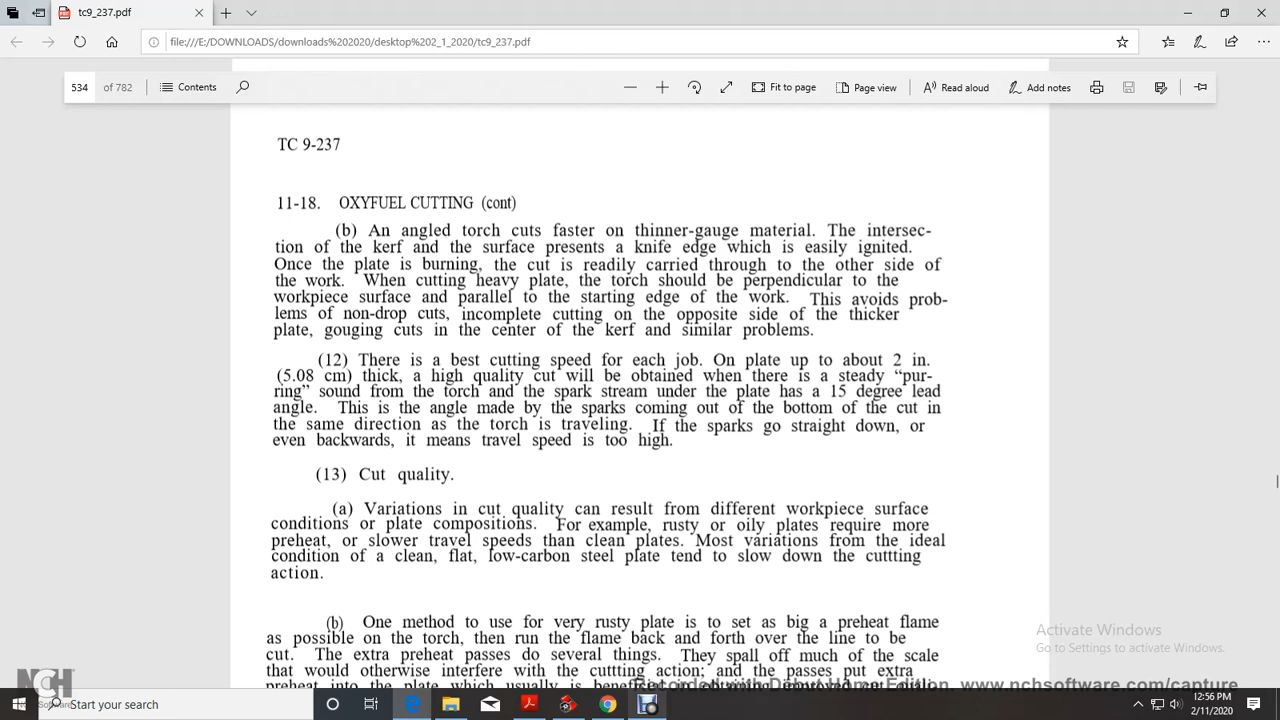 tc9_237.pdf
file:///E:/DOWNLOADS/downloads%202020/desktop%202_1_2020/tc9_237.pdf
534 of 782 Contents Fit to page Page view Read aloud Add notes
TC 9-237
11-18. OXYFUEL CUTTING (cont)
(b) An angled torch cuts faster on thinner-gauge material. The intersec-
tion of the kerf and the surface presents a knife edge which is easily ignited.
Once the plate is burning, the cut is readily carried through to the other side of
the work. When cutting heavy plate, the torch should be perpendicular to the
workpiece surface and parallel to the starting edge of the work. This avoids prob-
lems of non-drop cuts, incomplete cutting on the opposite side of the thicker
plate, gouging cuts in the center of the kerf and similar problems.
(12) There is a best cutting speed for each job. On plate up to about 2 in.
(5.08 cm) thick, a high quality cut will be obtained when there is a steady “pur-
ring” sound from the torch and the spark stream under the plate has a 15 degree lead
angle. This is the angle made by the sparks coming out of the bottom of the cut in
the same direction as the torch is traveling. If the sparks go straight down, or
even backwards, it means travel speed is too high.
(13) Cut quality.
(a) Variations in cut quality can result from different workpiece surface
conditions or plate compositions. For example, rusty or oily plates require more
preheat, or slower travel speeds than clean plates. Most variations from the ideal
condition of a clean, flat, low-carbon steel plate tend to slow down the cuttting
action.
(b) One method to use for very rusty plate is to set as big a preheat flame
as possible on the torch, then run the flame back and forth over the line to be
cut. The extra preheat passes do several things. They spall off much of the scale
that would otherwise interfere with the cuttting action; and the passes put extra
preheat into the plate which usually is
Activate Windows
Go to Settings to activate Windows.
NCH
Recorded with Debut Home Edition. www.nchsoftware.com/capture
Start your search
12:56 PM
2/11/2020